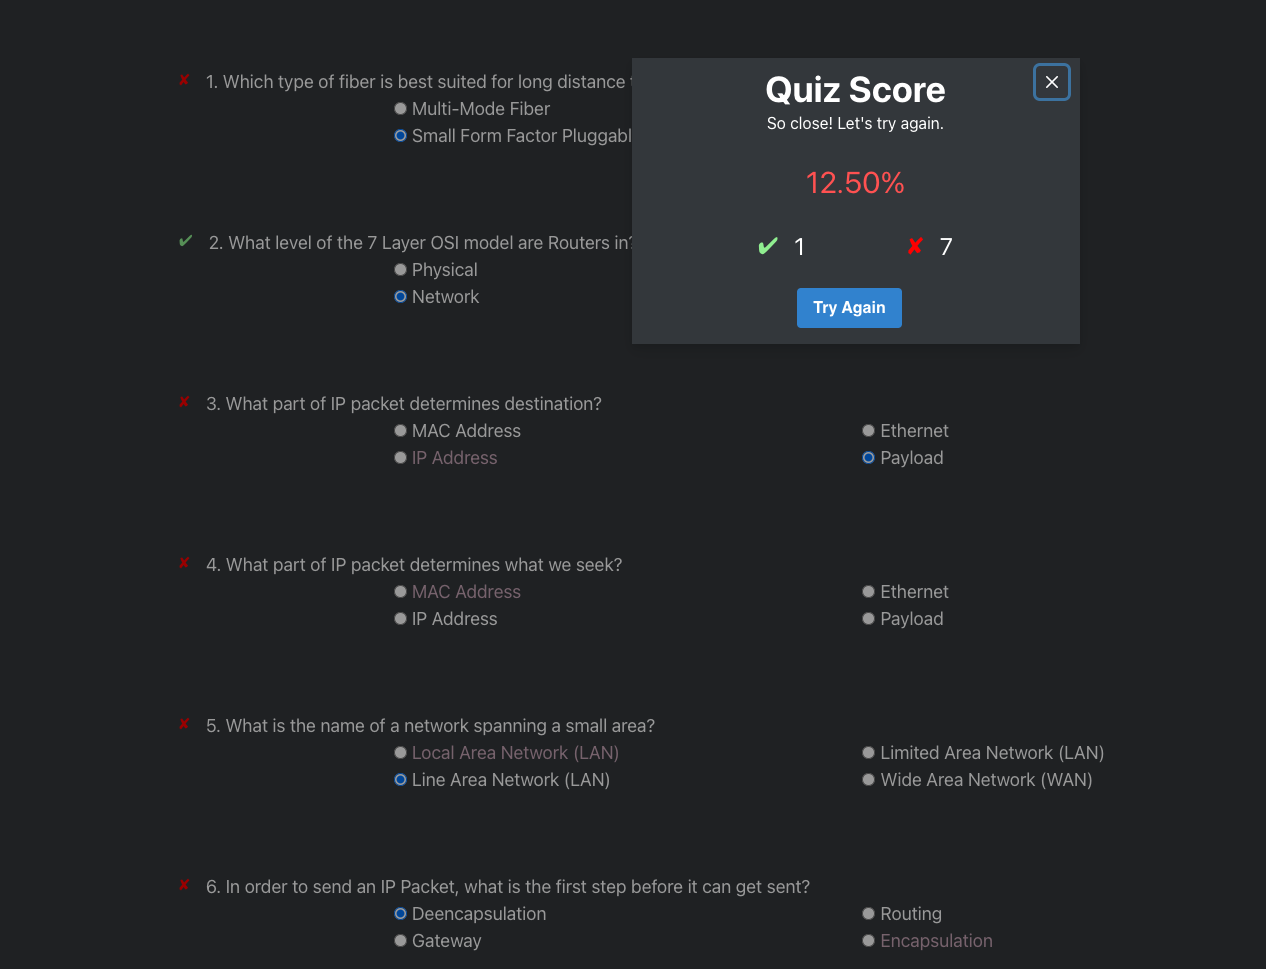 ✘ 1. Which type of fiber is best suited for long distance
Multi-Mode Fiber
Small Form Factor
✔ 2. What level of the 7 Layer OSI model are Routers in?
Physical
Network
Quiz Score
So close! Let's try again.
12.50%
✔ 1 ✘ 7
Try Again
✘ 3. What part of IP packet determines destination?
MAC Address Ethernet
IP Address Payload
✘ 4. What part of IP packet determines what we seek?
MAC Address Ethernet
IP Address Payload
✘ 5. What is the name of a network spanning a small area?
Local Area Network (LAN) Limited Area Network (LAN)
Line Area Network (LAN) Wide Area Network (WAN)
✘ 6. In order to send an IP Packet, what is the first step before it can get sent?
Deencapsulation Routing
Gateway Encapsulation